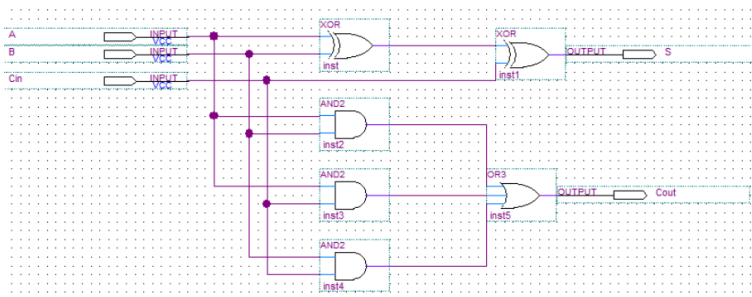 A INPUT VCC
B INPUT VCC
Cin INPUT VCC
XOR
inst
XOR
inst1
OUTPUT S
AND2
inst2
AND2
inst3
OR3
inst5
OUTPUT Cout
AND2
inst4